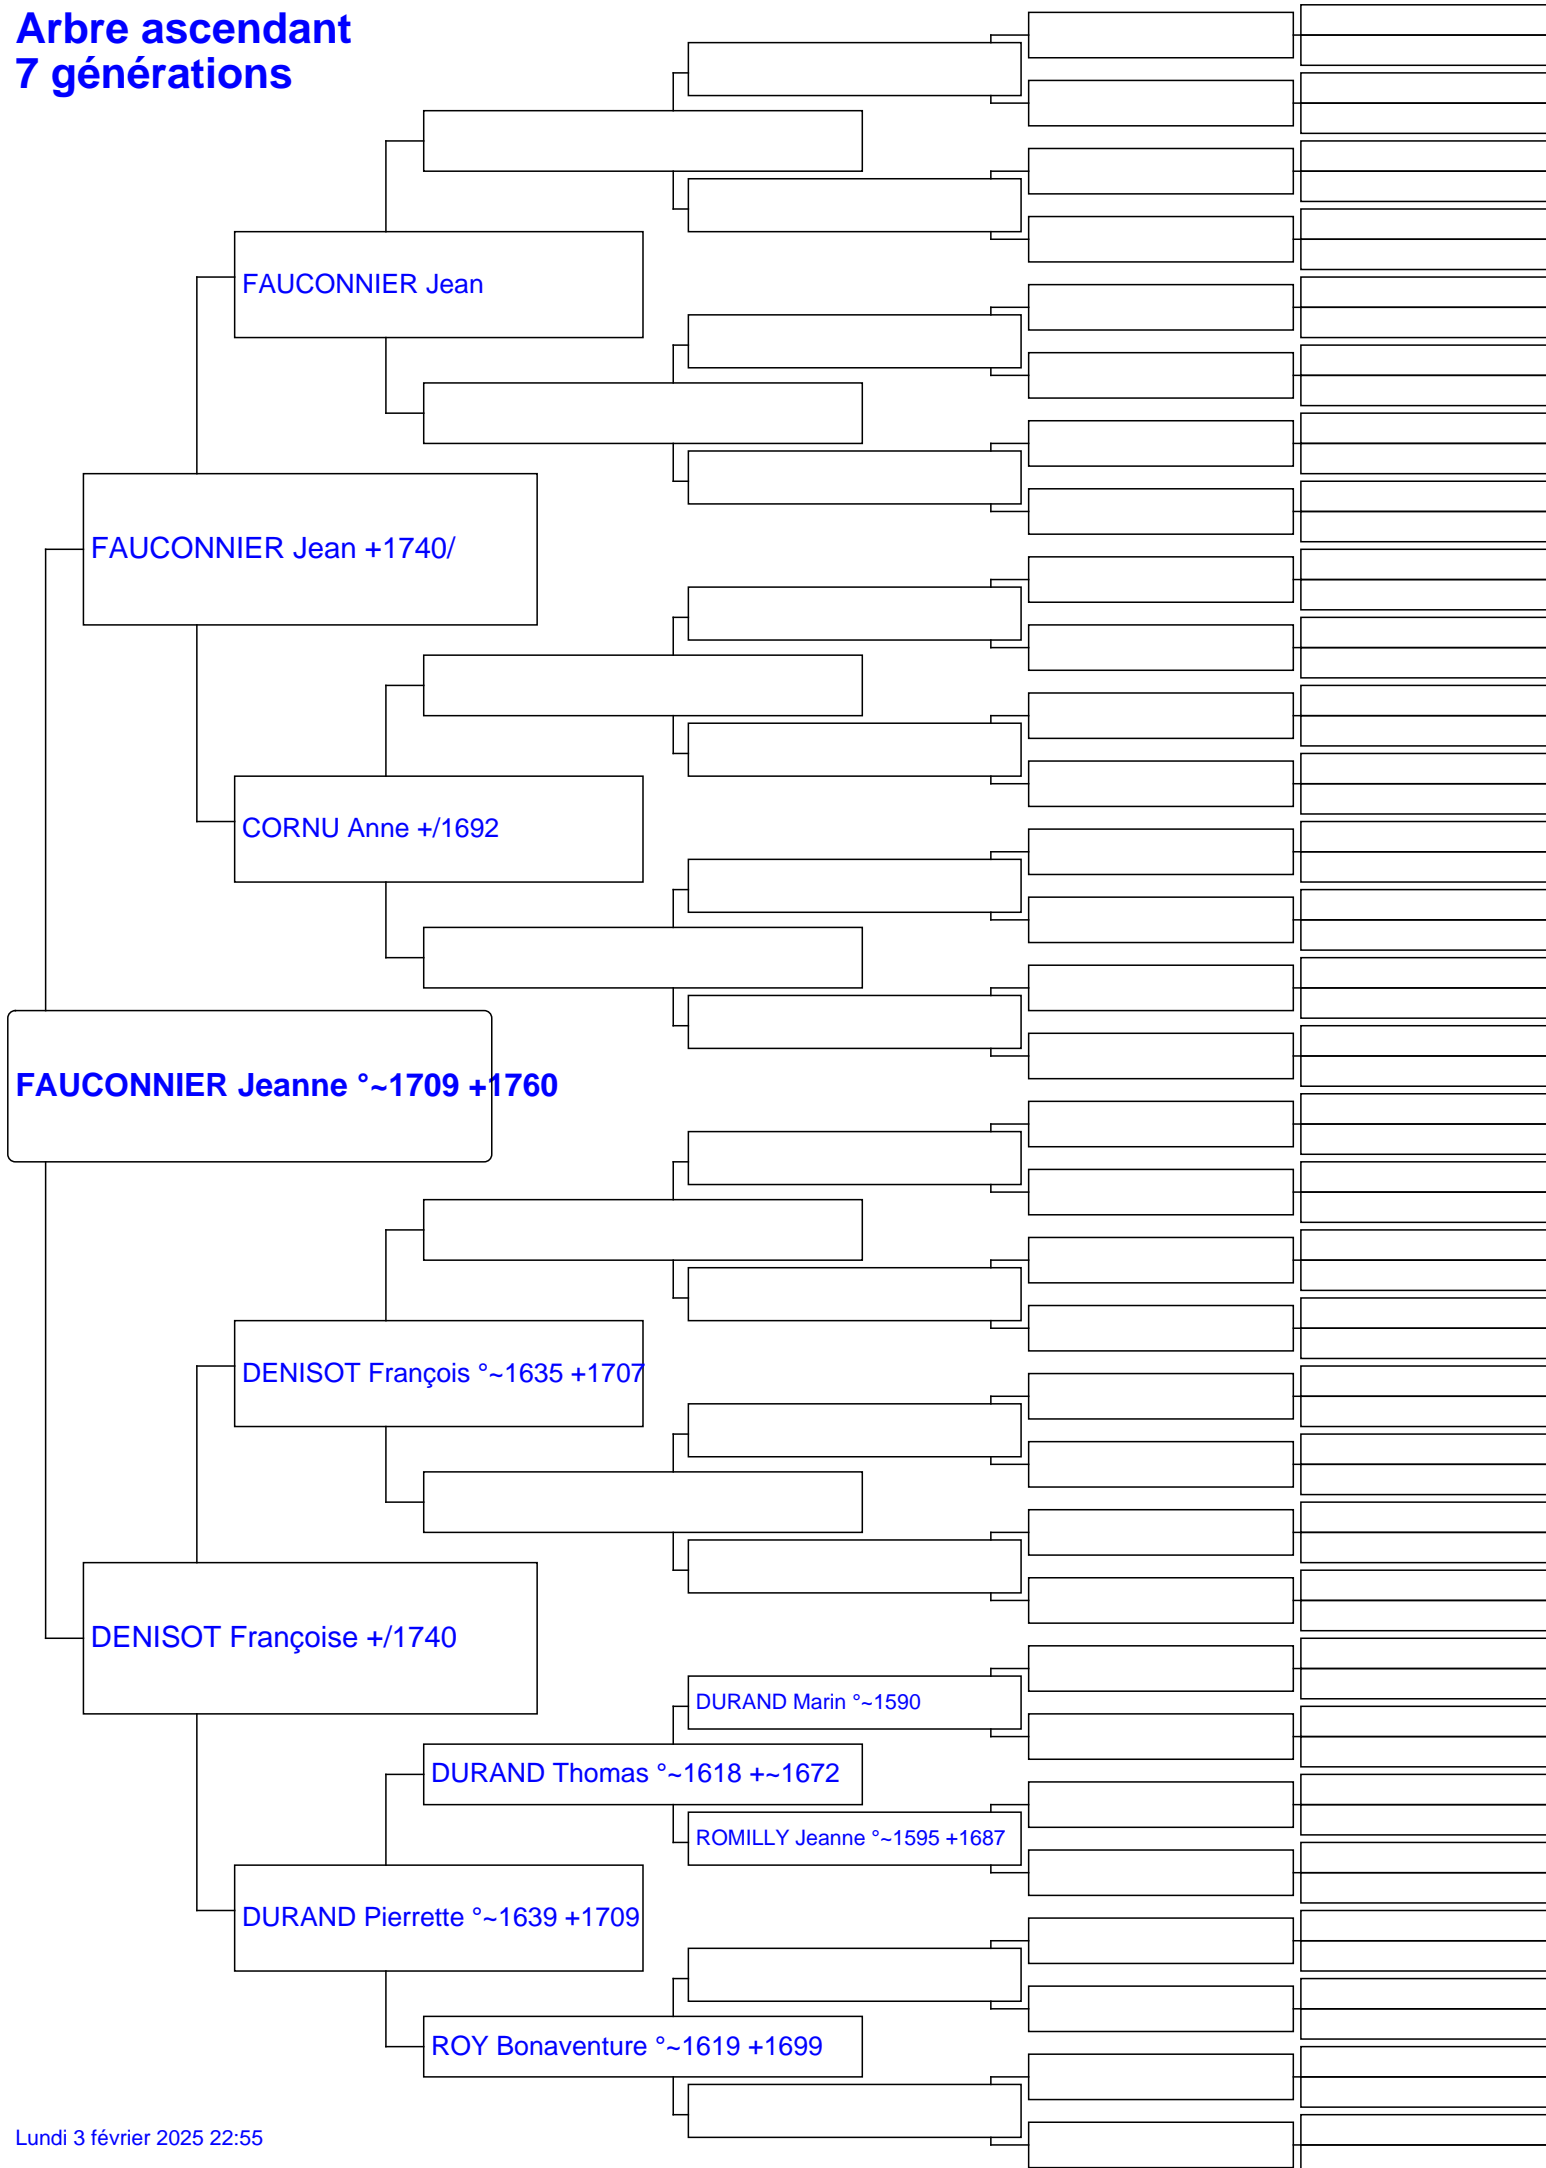 Arbre ascendant
7 générations
FAUCONNIER Jean
FAUCONNIER Jean +1740/
CORNU Anne +/1692
FAUCONNIER Jeanne °~1709 +1760
DENISOT François °~1635 +1707
DENISOT Françoise +/1740
DURAND Marin °~1590
DURAND Thomas °~1618 +~1672
ROMILLY Jeanne °~1595 +1687
DURAND Pierrette °~1639 +1709
ROY Bonaventure °~1619 +1699
Lundi 3 février 2025 22:55